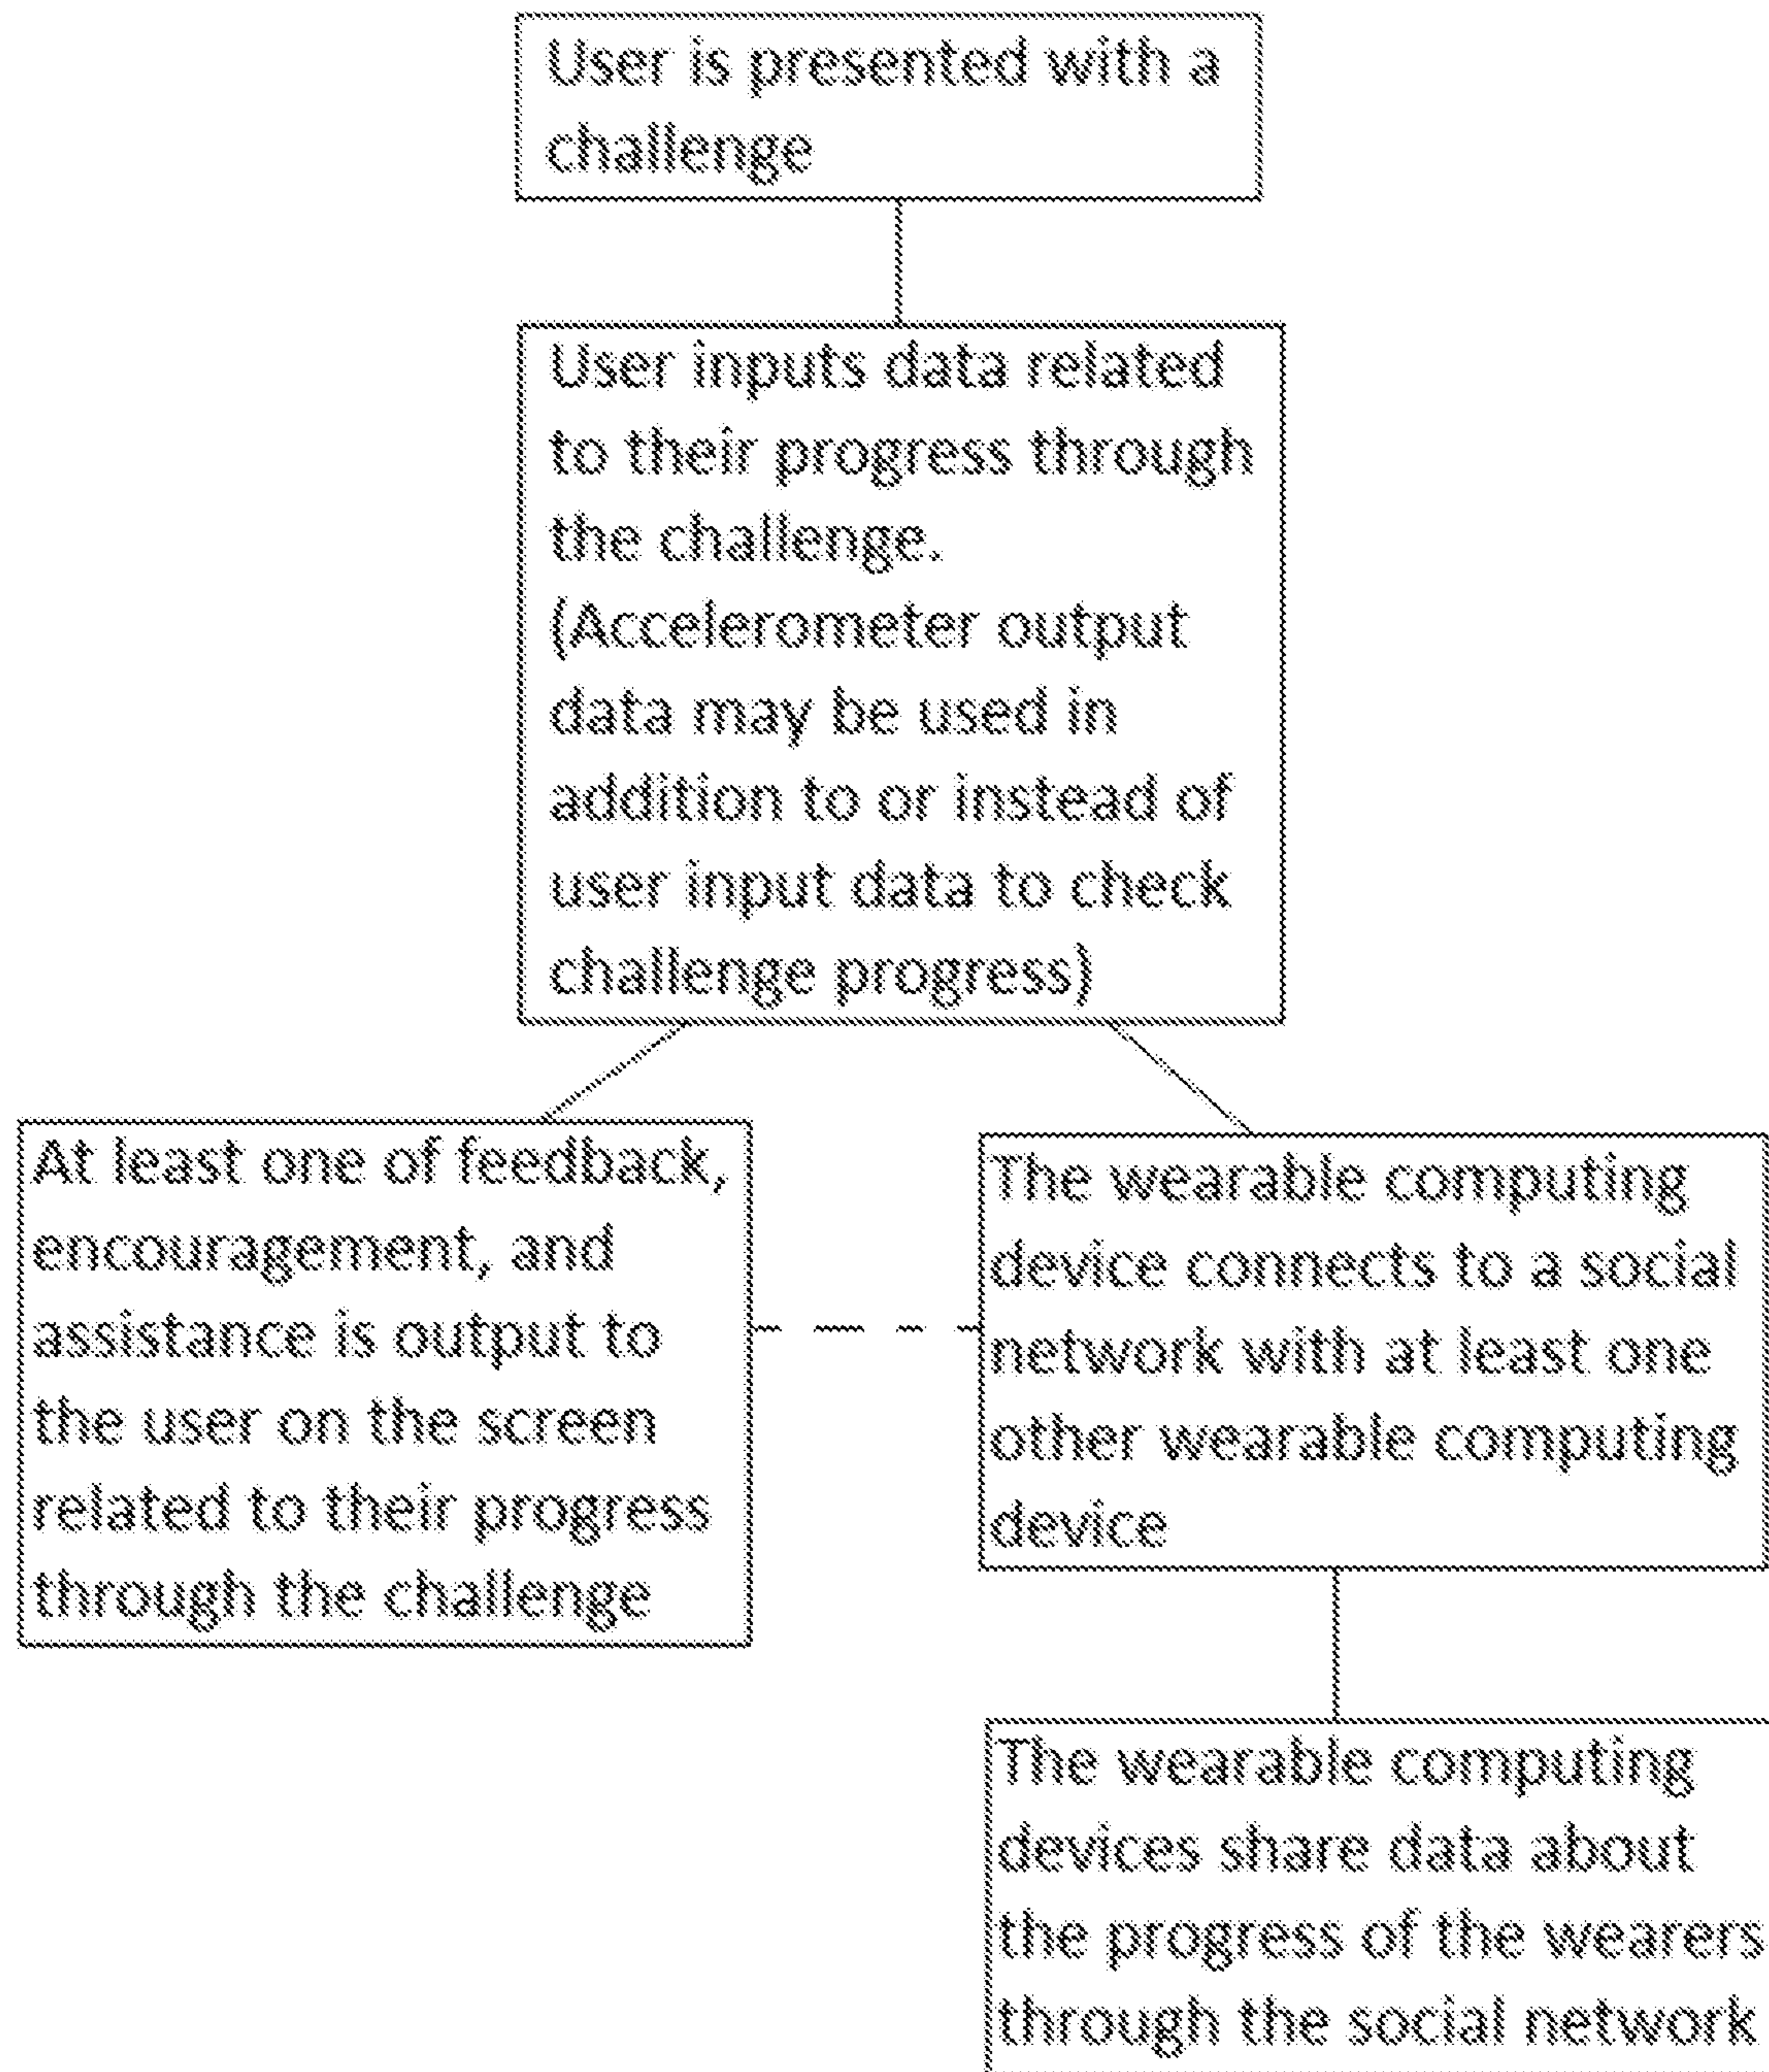 User is presented with a
challenge
User inputs data related
to their progress through
the challenge.
(Accelerometer output
data may be used in
addition to or instead of
user input data to check
challenge progress)
At least one of feedback,
encouragement, and
assistance is output to
the user on the screen
related to their progress
through the challenge
The wearable computing
device connects to a social
network with at least one
other wearable computing
device
The wearable computing
devices share data about
the progress of the wearers
through the social network